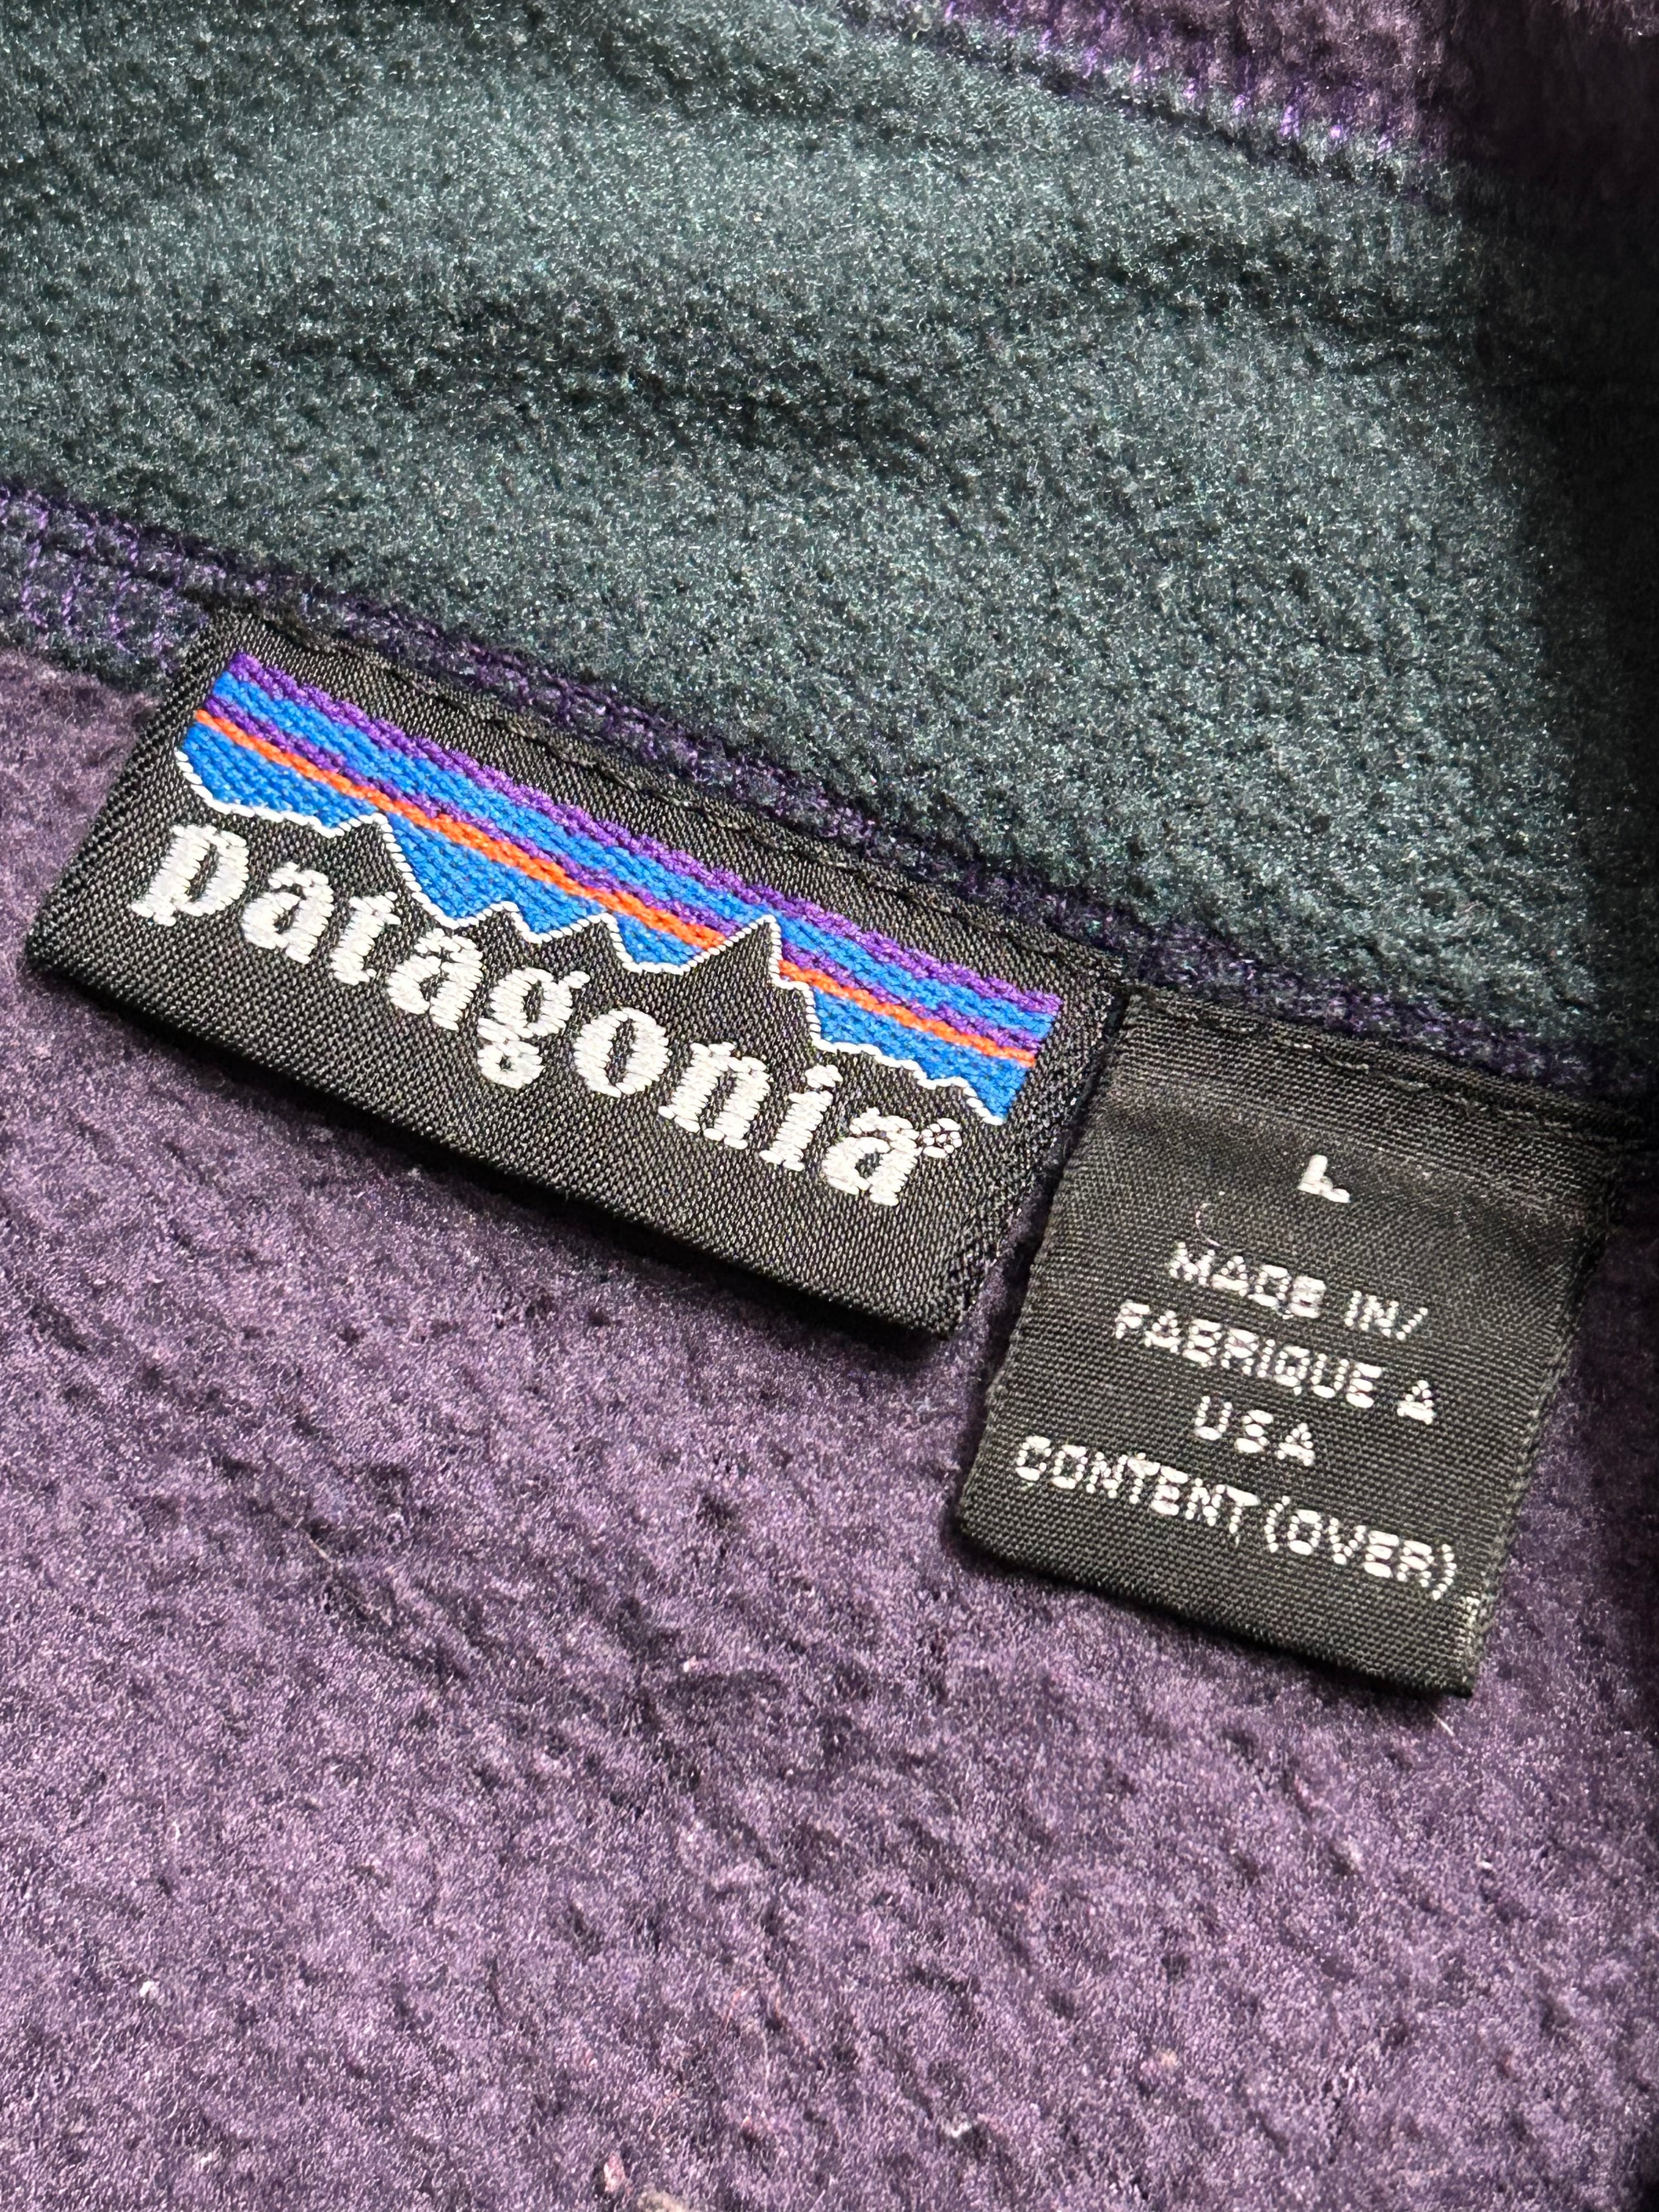 patagonia®
L
MADE IN/
FABRIQUE A
USA
CONTENT (OVER)